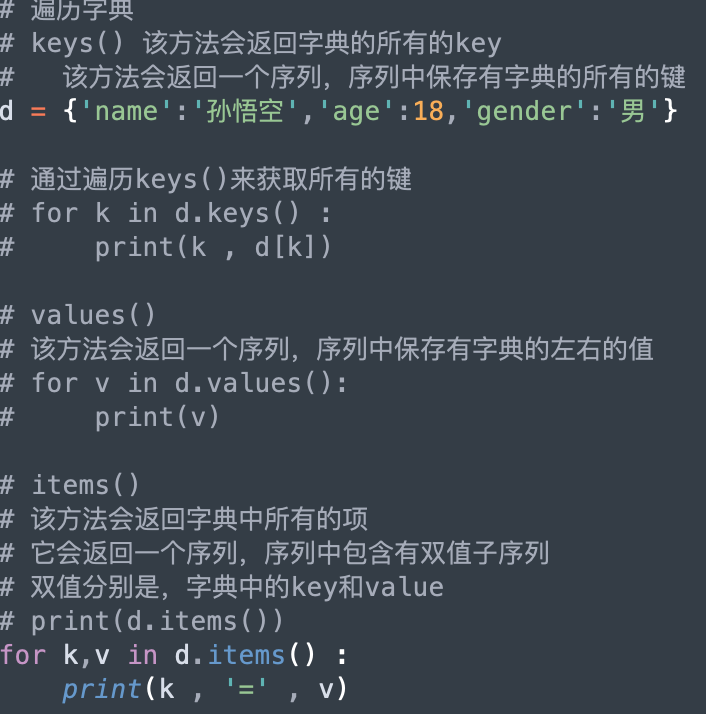 # 遍历字典
# keys() 该方法会返回字典的所有的key
#   该方法会返回一个序列，序列中保存有字典的所有的键
d = {'name':'孙悟空','age':18,'gender':'男'}
# 通过遍历keys()来获取所有的键
# for k in d.keys() :
#     print(k , d[k])
# values()
# 该方法会返回一个序列，序列中保存有字典的左右的值
# for v in d.values():
#     print(v)
# items()
# 该方法会返回字典中所有的项
# 它会返回一个序列，序列中包含有双值子序列
# 双值分别是，字典中的key和value
# print(d.items())
for k,v in d.items() :
    print(k , '=' , v)